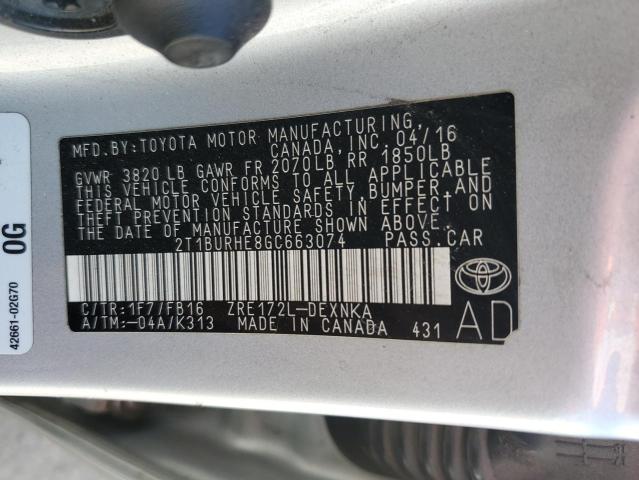 MFD.BY:TOYOTA MOTOR MANUFACTURING
CANADA, INC. 04/16
GVWR 3820 LB GAWR FR 2070LB, RR 1850LB
THIS VEHICLE CONFORMS TO ALL APPLICABLE
FEDERAL MOTOR VEHICLE SAFETY, BUMPER, AND
THEFT PREVENTION STANDARDS IN EFFECT ON
THE DATE OF MANUFACTURE SHOWN ABOVE.
2T1BURHE8GC663074 PASS.CAR
C/TR:1F7/FB16 ZRE172L-DEXNKA
A/TM:-04A/K313 MADE IN CANADA 431
AD
0G
42661-02G70